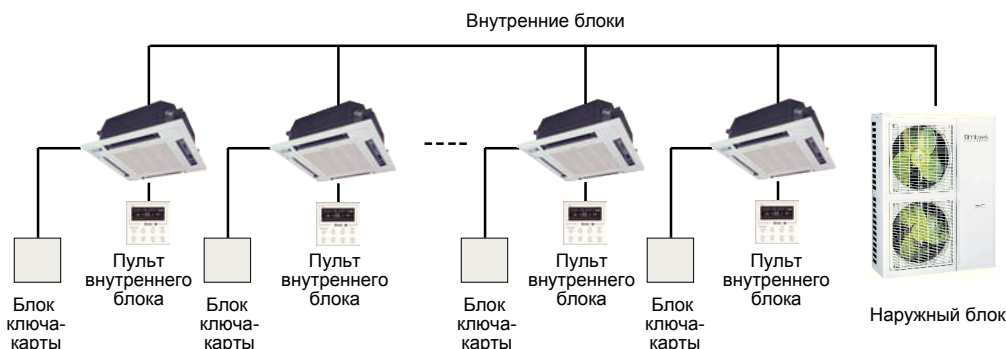 Внутренние блоки
timberk
Пульт
внутреннего
блока
Пульт
внутреннего
блока
Пульт
внутреннего
блока
Пульт
внутреннего
блока
Блок
ключа-
карты
Блок
ключа-
карты
Блок
ключа-
карты
Блок
ключа-
карты
Наружный блок